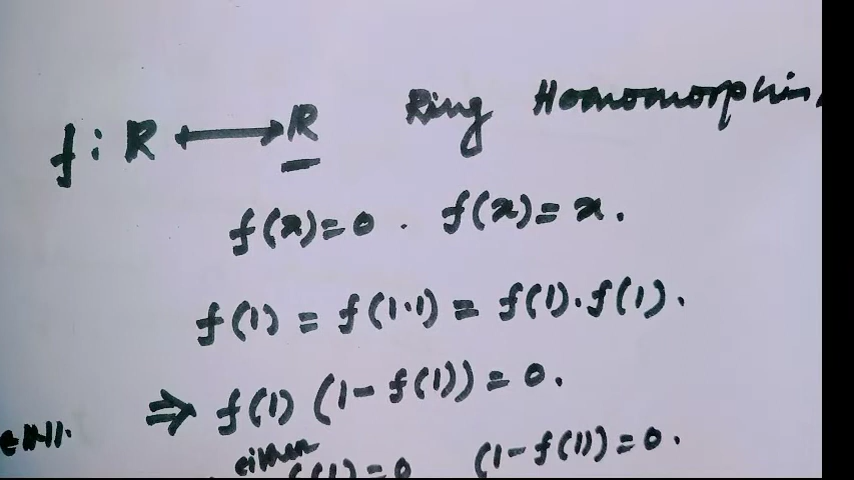 f : R ⟷ R Ring Homomorphism
f(x)=0 . f(x)=x.
f(1) = f(1·1) = f(1)·f(1).
⇒ f(1) (1-f(1)) = 0.
either f(1)=0 (1-f(1))=0.